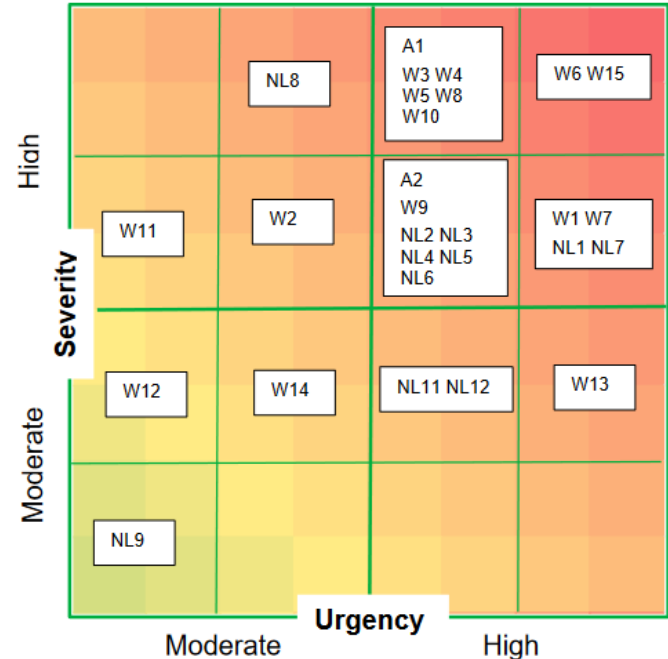 High
Severity
Moderate
NL8
A1
W3 W4
W5 W8
W10
W6 W15
W11
W2
A2
W9
NL2 NL3
NL4 NL5
NL6
W1 W7
NL1 NL7
W12
W14
NL11 NL12
W13
NL9
Urgency
Moderate
High